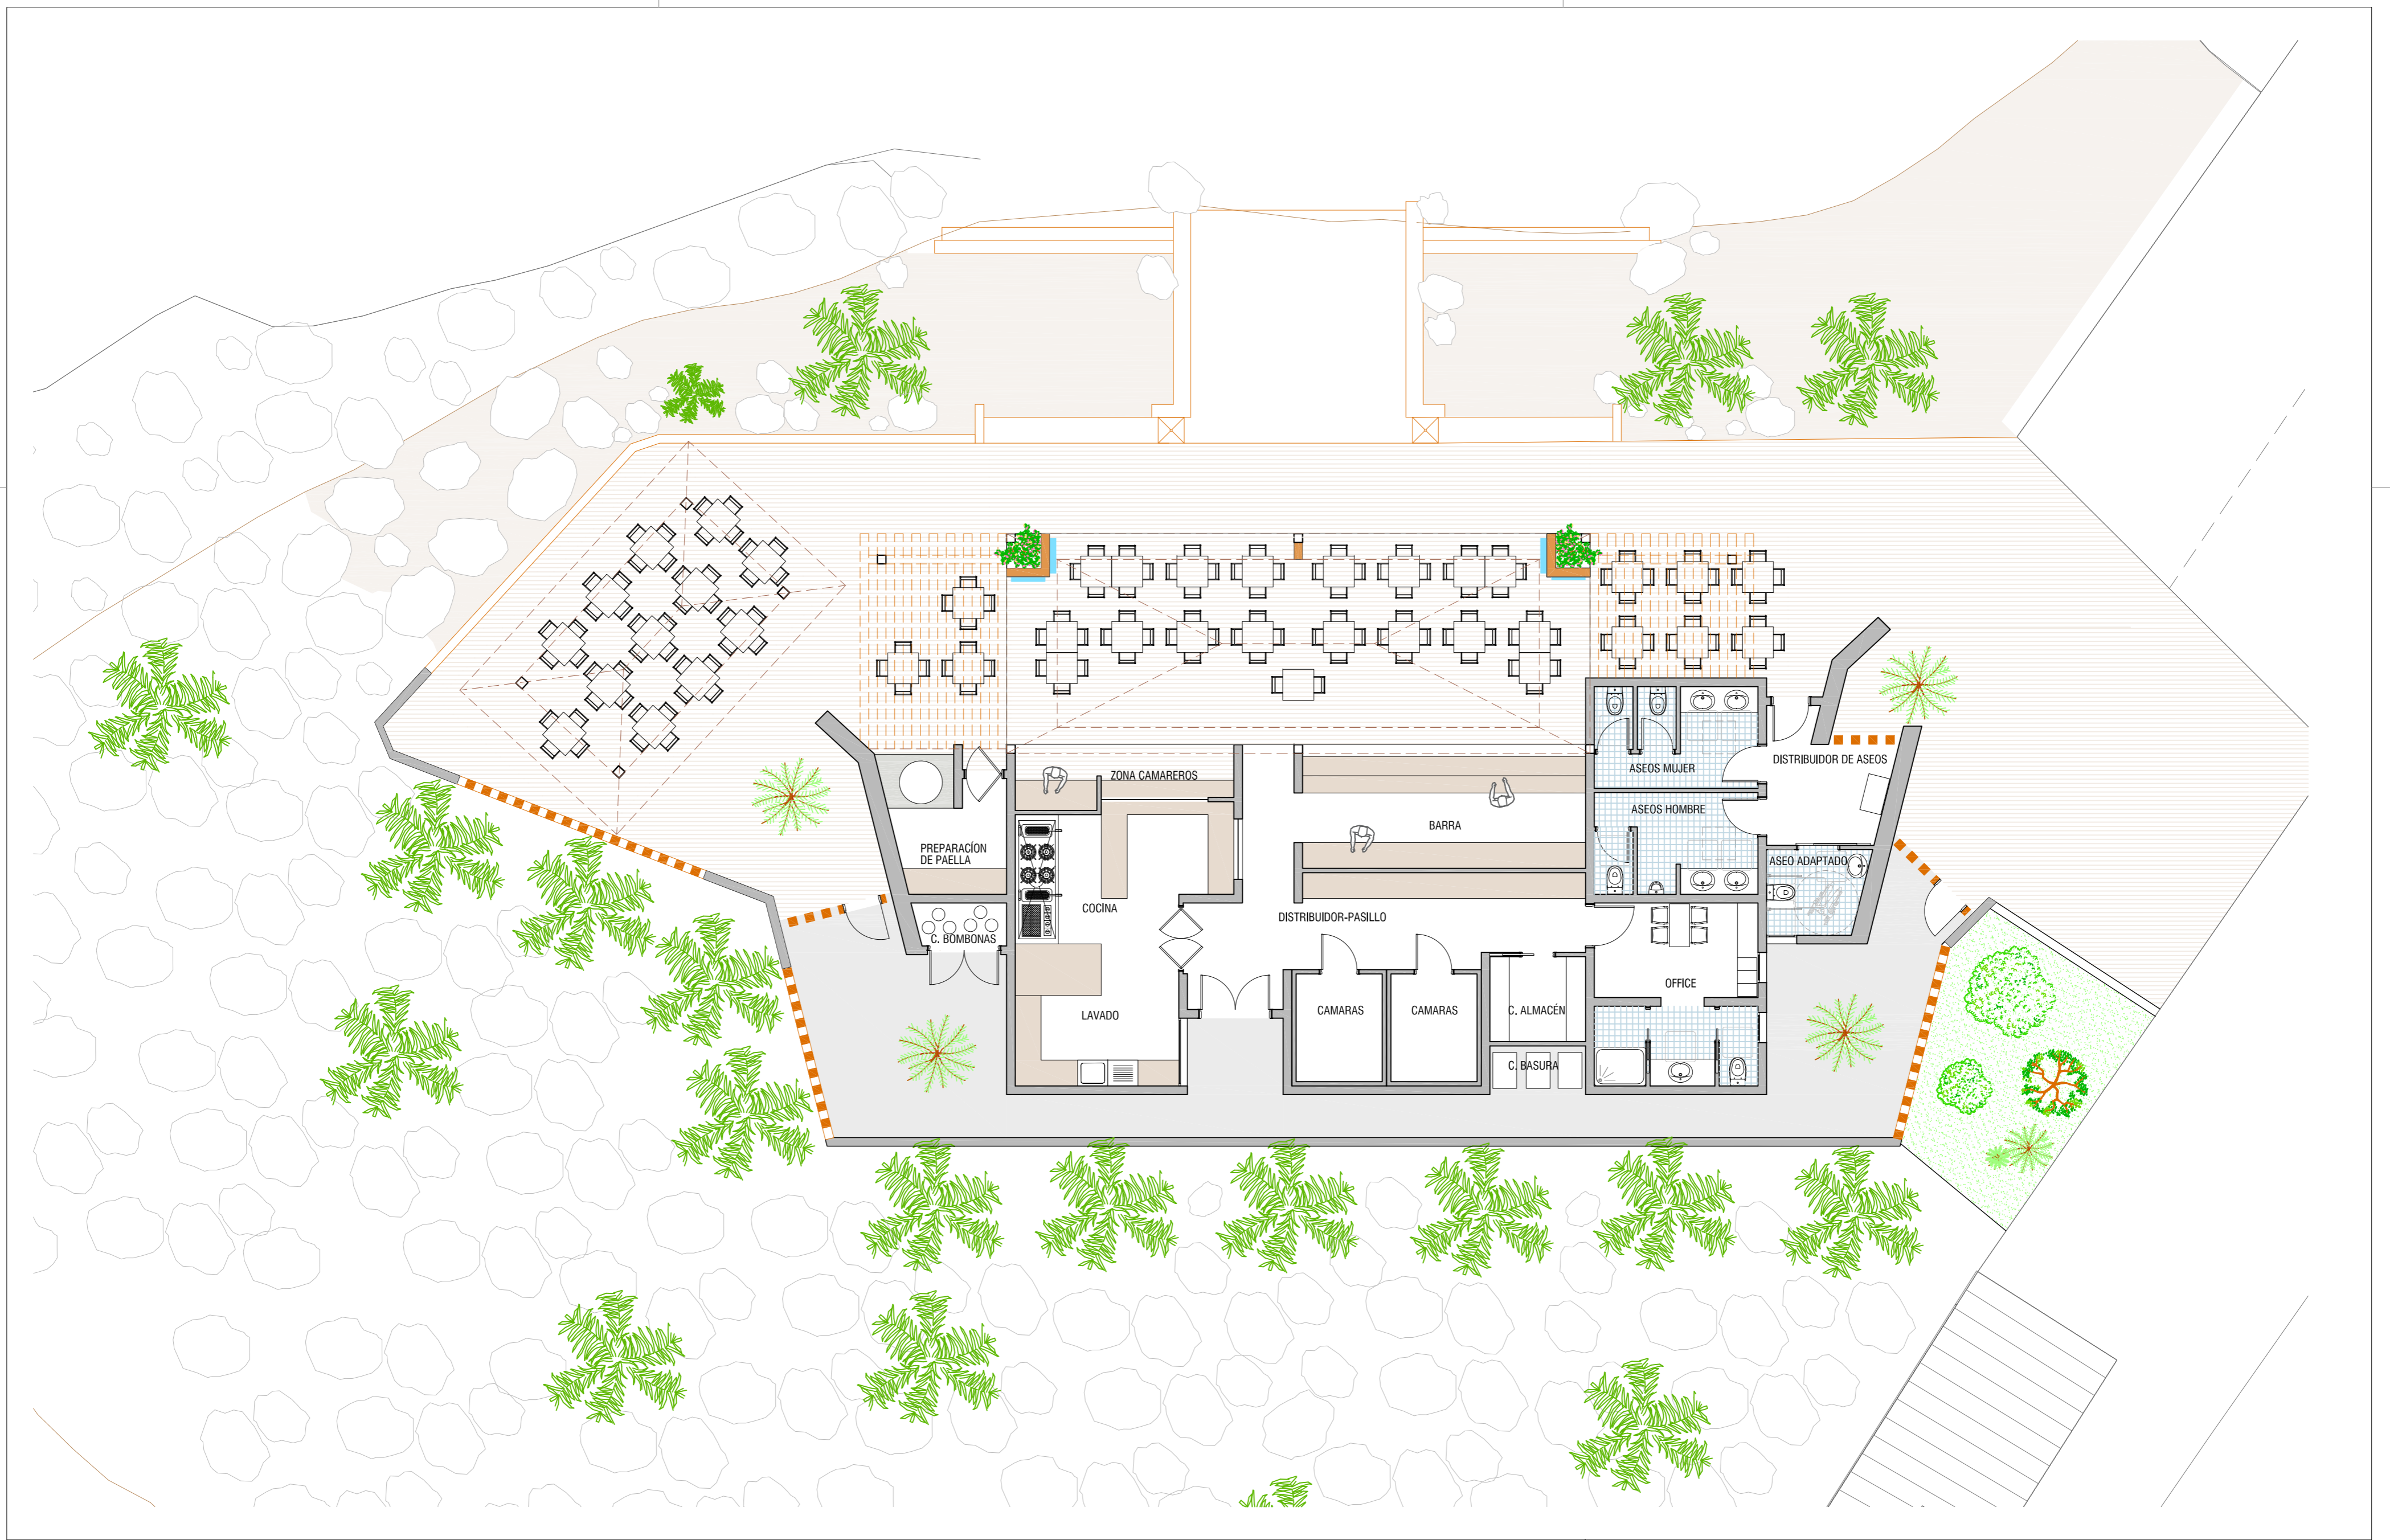 DISTRIBUIDOR DE ASEOS
ASEOS MUJER
ZONA CAMAREROS
ASEOS HOMBRE
BARRA
PREPARACÍON
DE PAELLA
ASEO ADAPTADO
COCINA
DISTRIBUIDOR-PASILLO
C. BOMBONAS
OFFICE
CAMARAS
CAMARAS
C. ALMACÉN
LAVADO
C. BASURA